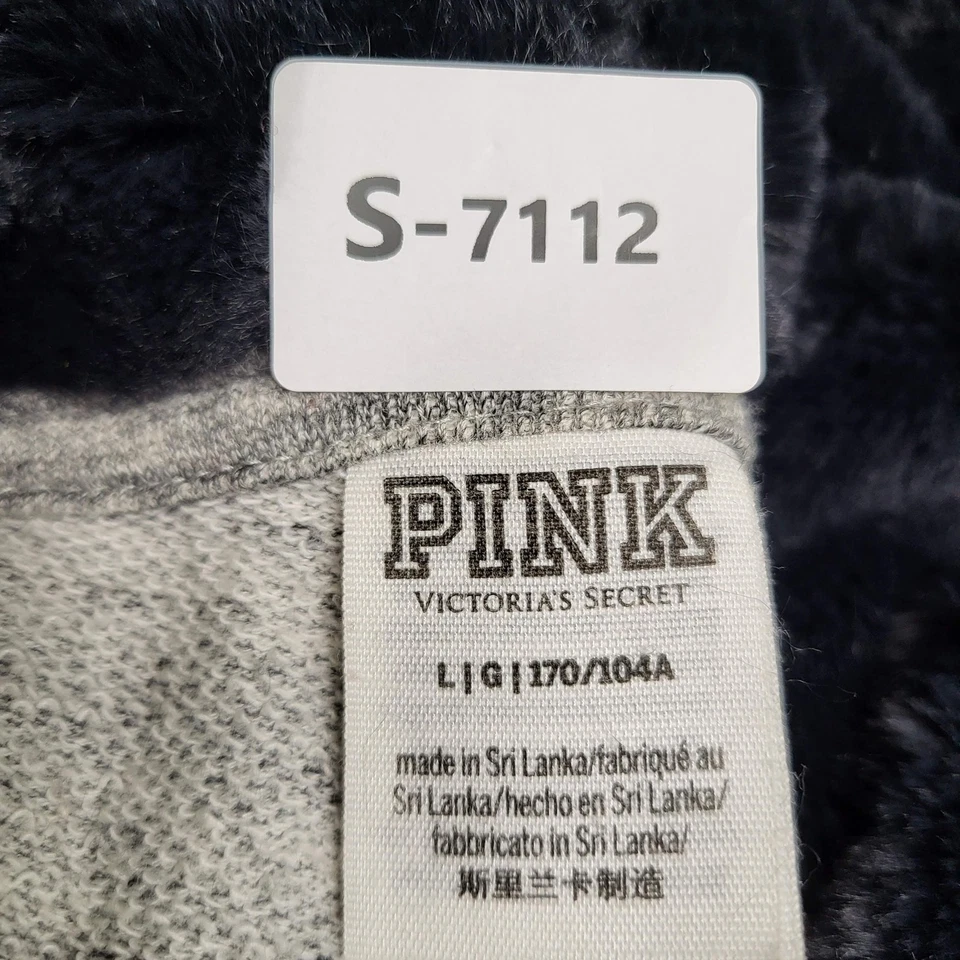 S-7112
PINK
VICTORIA'S SECRET
L|G|170/104A
made in Sri Lanka/fabriqué au
Sri Lanka/hecho en Sri Lanka/
fabbricato in Sri Lanka/
斯里兰卡制造